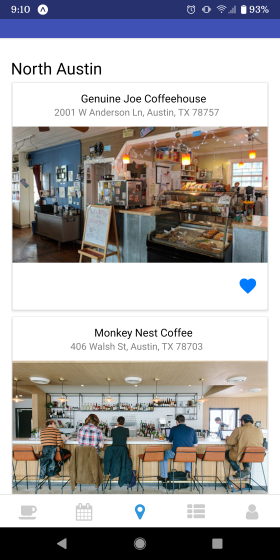 9:10
93%
North Austin
Genuine Joe Coffeehouse
2001 W Anderson Ln, Austin, TX 78757
Monkey Nest Coffee
406 Walsh St, Austin, TX 78703